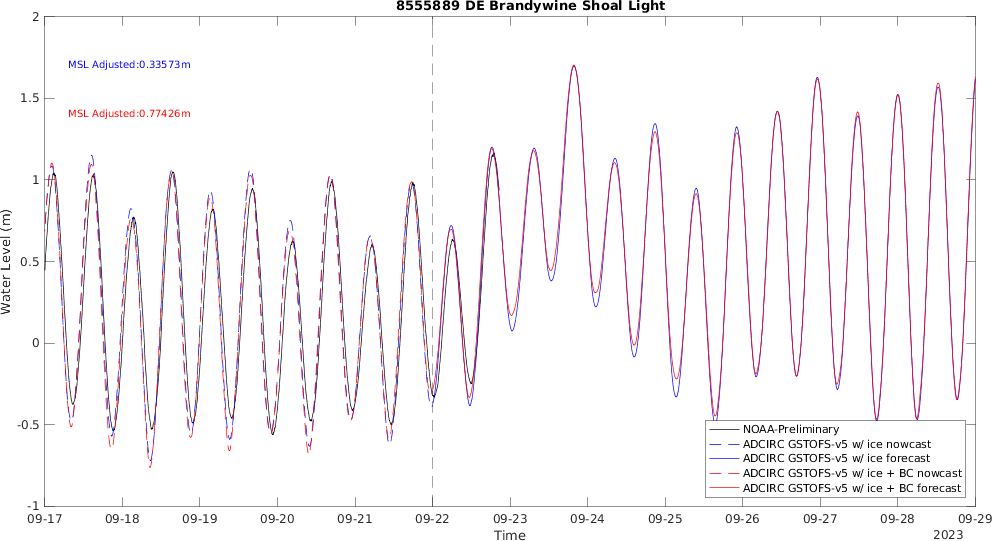 8555889 DE Brandywine Shoal Light
2
1.5
1
0.5
0
-0.5
-1
Water Level (m)
MSL Adjusted:0.33573m
MSL Adjusted:0.77426m
NOAA-Preliminary
ADCIRC GSTOFS-v5 w/ ice nowcast
ADCIRC GSTOFS-v5 w/ ice forecast
ADCIRC GSTOFS-v5 w/ ice + BC nowcast
ADCIRC GSTOFS-v5 w/ ice + BC forecast
09-17 09-18 09-19 09-20 09-21 09-22 09-23 09-24 09-25 09-26 09-27 09-28 09-29
Time
2023